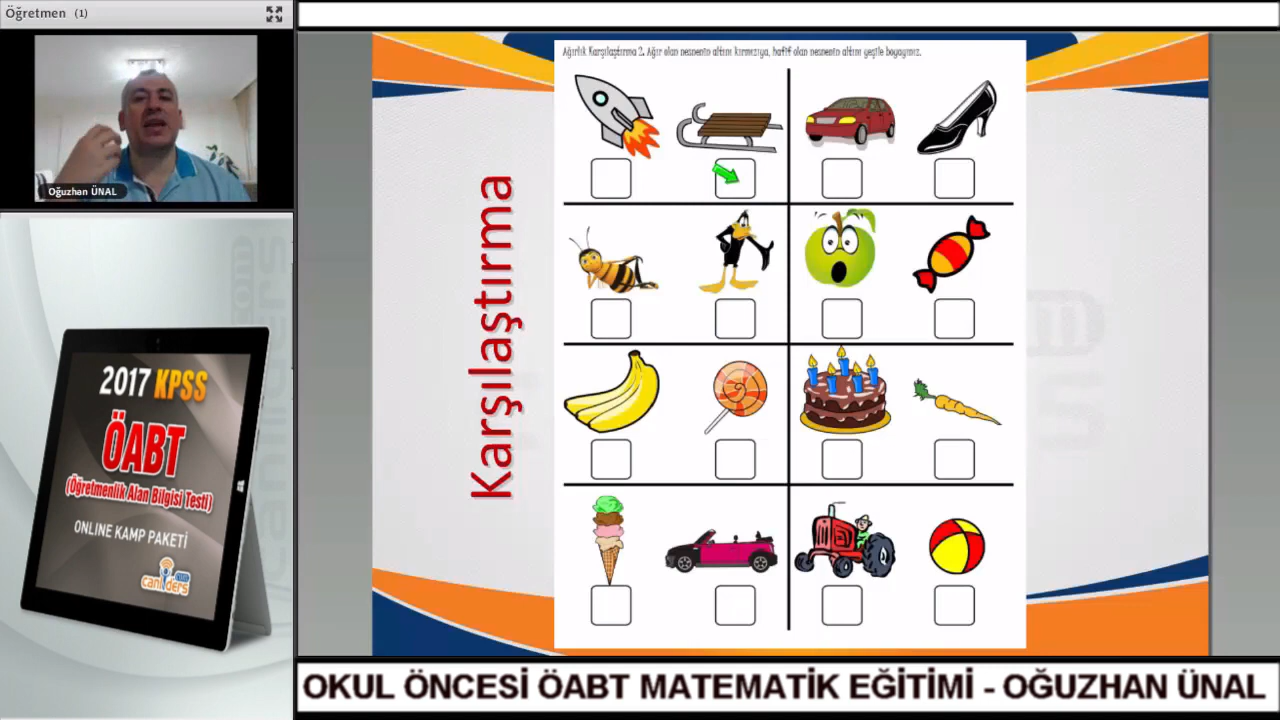 Öğretmen (1)
Oğuzhan ÜNAL
2017 KPSS
ÖABT
(Öğretmenlik Alan Bilgisi Testi)
ONLINE KAMP PAKETİ
canlıders
.com
Karşılaştırma
Ağırlık Karşılaştırma 2. Ağır olan nesnenin altını kırmızıya, hafif olan nesnenin altını yeşile boyayınız.
OKUL ÖNCESİ ÖABT MATEMATİK EĞİTİMİ - OĞUZHAN ÜNAL